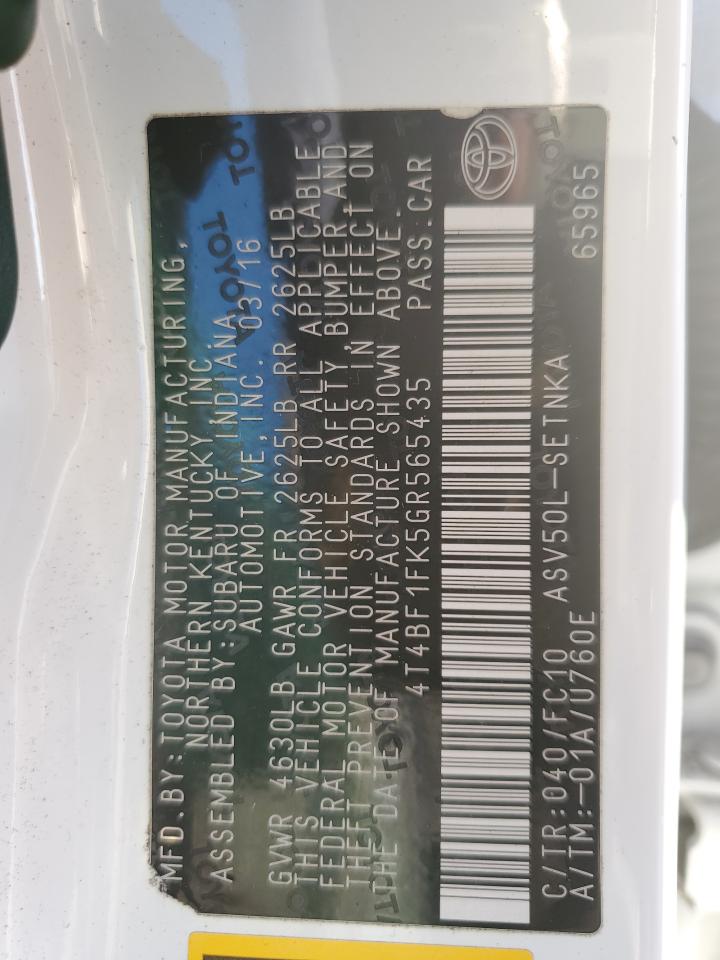 MFD.BY:TOYOTA MOTOR MANUFACTURING,
NORTHERN KENTUCKY INC.
ASSEMBLED BY:SUBARU OF INDIANA
AUTOMOTIVE,INC. 03/16
GVWR 4630LB GAWR FR 2625LB RR 2625LB
THIS VEHICLE CONFORMS TO ALL APPLICABLE
FEDERAL MOTOR VEHICLE SAFETY, BUMPER AND
THEFT PREVENTION STANDARDS IN EFFECT ON
THE DATE OF MANUFACTURE SHOWN ABOVE.
4T4BF1FK5GR565435 PASS.CAR
C/TR:040/FC10 ASV50L-SETNKA 65965
A/TM:-01A/U760E